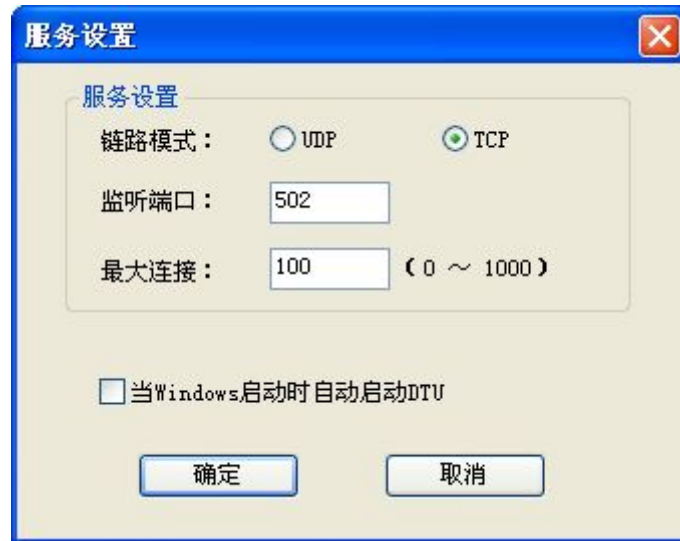 服务设置
服务设置
链路模式： UDP TCP
监听端口： 502
最大连接： 100 (0 ～ 1000)
当Windows启动时自动启动DTU
确定 取消